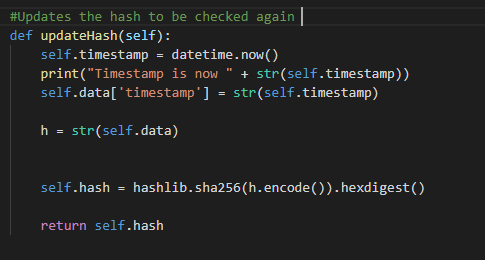 #Updates the hash to be checked again
def updateHash(self):
    self.timestamp = datetime.now()
    print("Timestamp is now " + str(self.timestamp))
    self.data['timestamp'] = str(self.timestamp)
    h = str(self.data)
    self.hash = hashlib.sha256(h.encode()).hexdigest()
    return self.hash